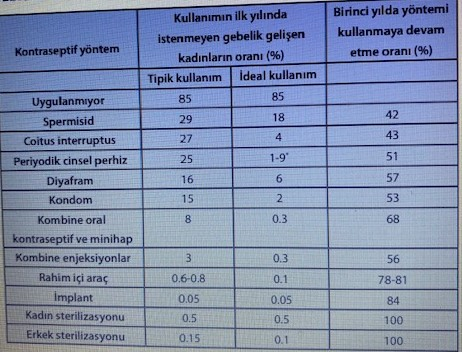 Kontraseptif yöntem
Kullanımın ilk yılında
istenmeyen gebelik gelişen
kadınların oranı (%)
Birinci yılda yöntemi
kullanmaya devam
etme oranı (%)
Tipik kullanım İdeal kullanım
Uygulanmıyor 85 85
Spermisid 29 18 42
Coitus interruptus 27 4 43
Periyodik cinsel perhiz 25 1-9* 51
Diyafram 16 6 57
Kondom 15 2 53
Kombine oral 8 0.3 68
kontraseptif ve minihap
Kombine enjeksiyonlar 3 0.3 56
Rahim içi araç 0.6-0.8 0.1 78-81
İmplant 0.05 0.05 84
Kadın sterilizasyonu 0.5 0.5 100
Erkek sterilizasyonu 0.15 0.1 100